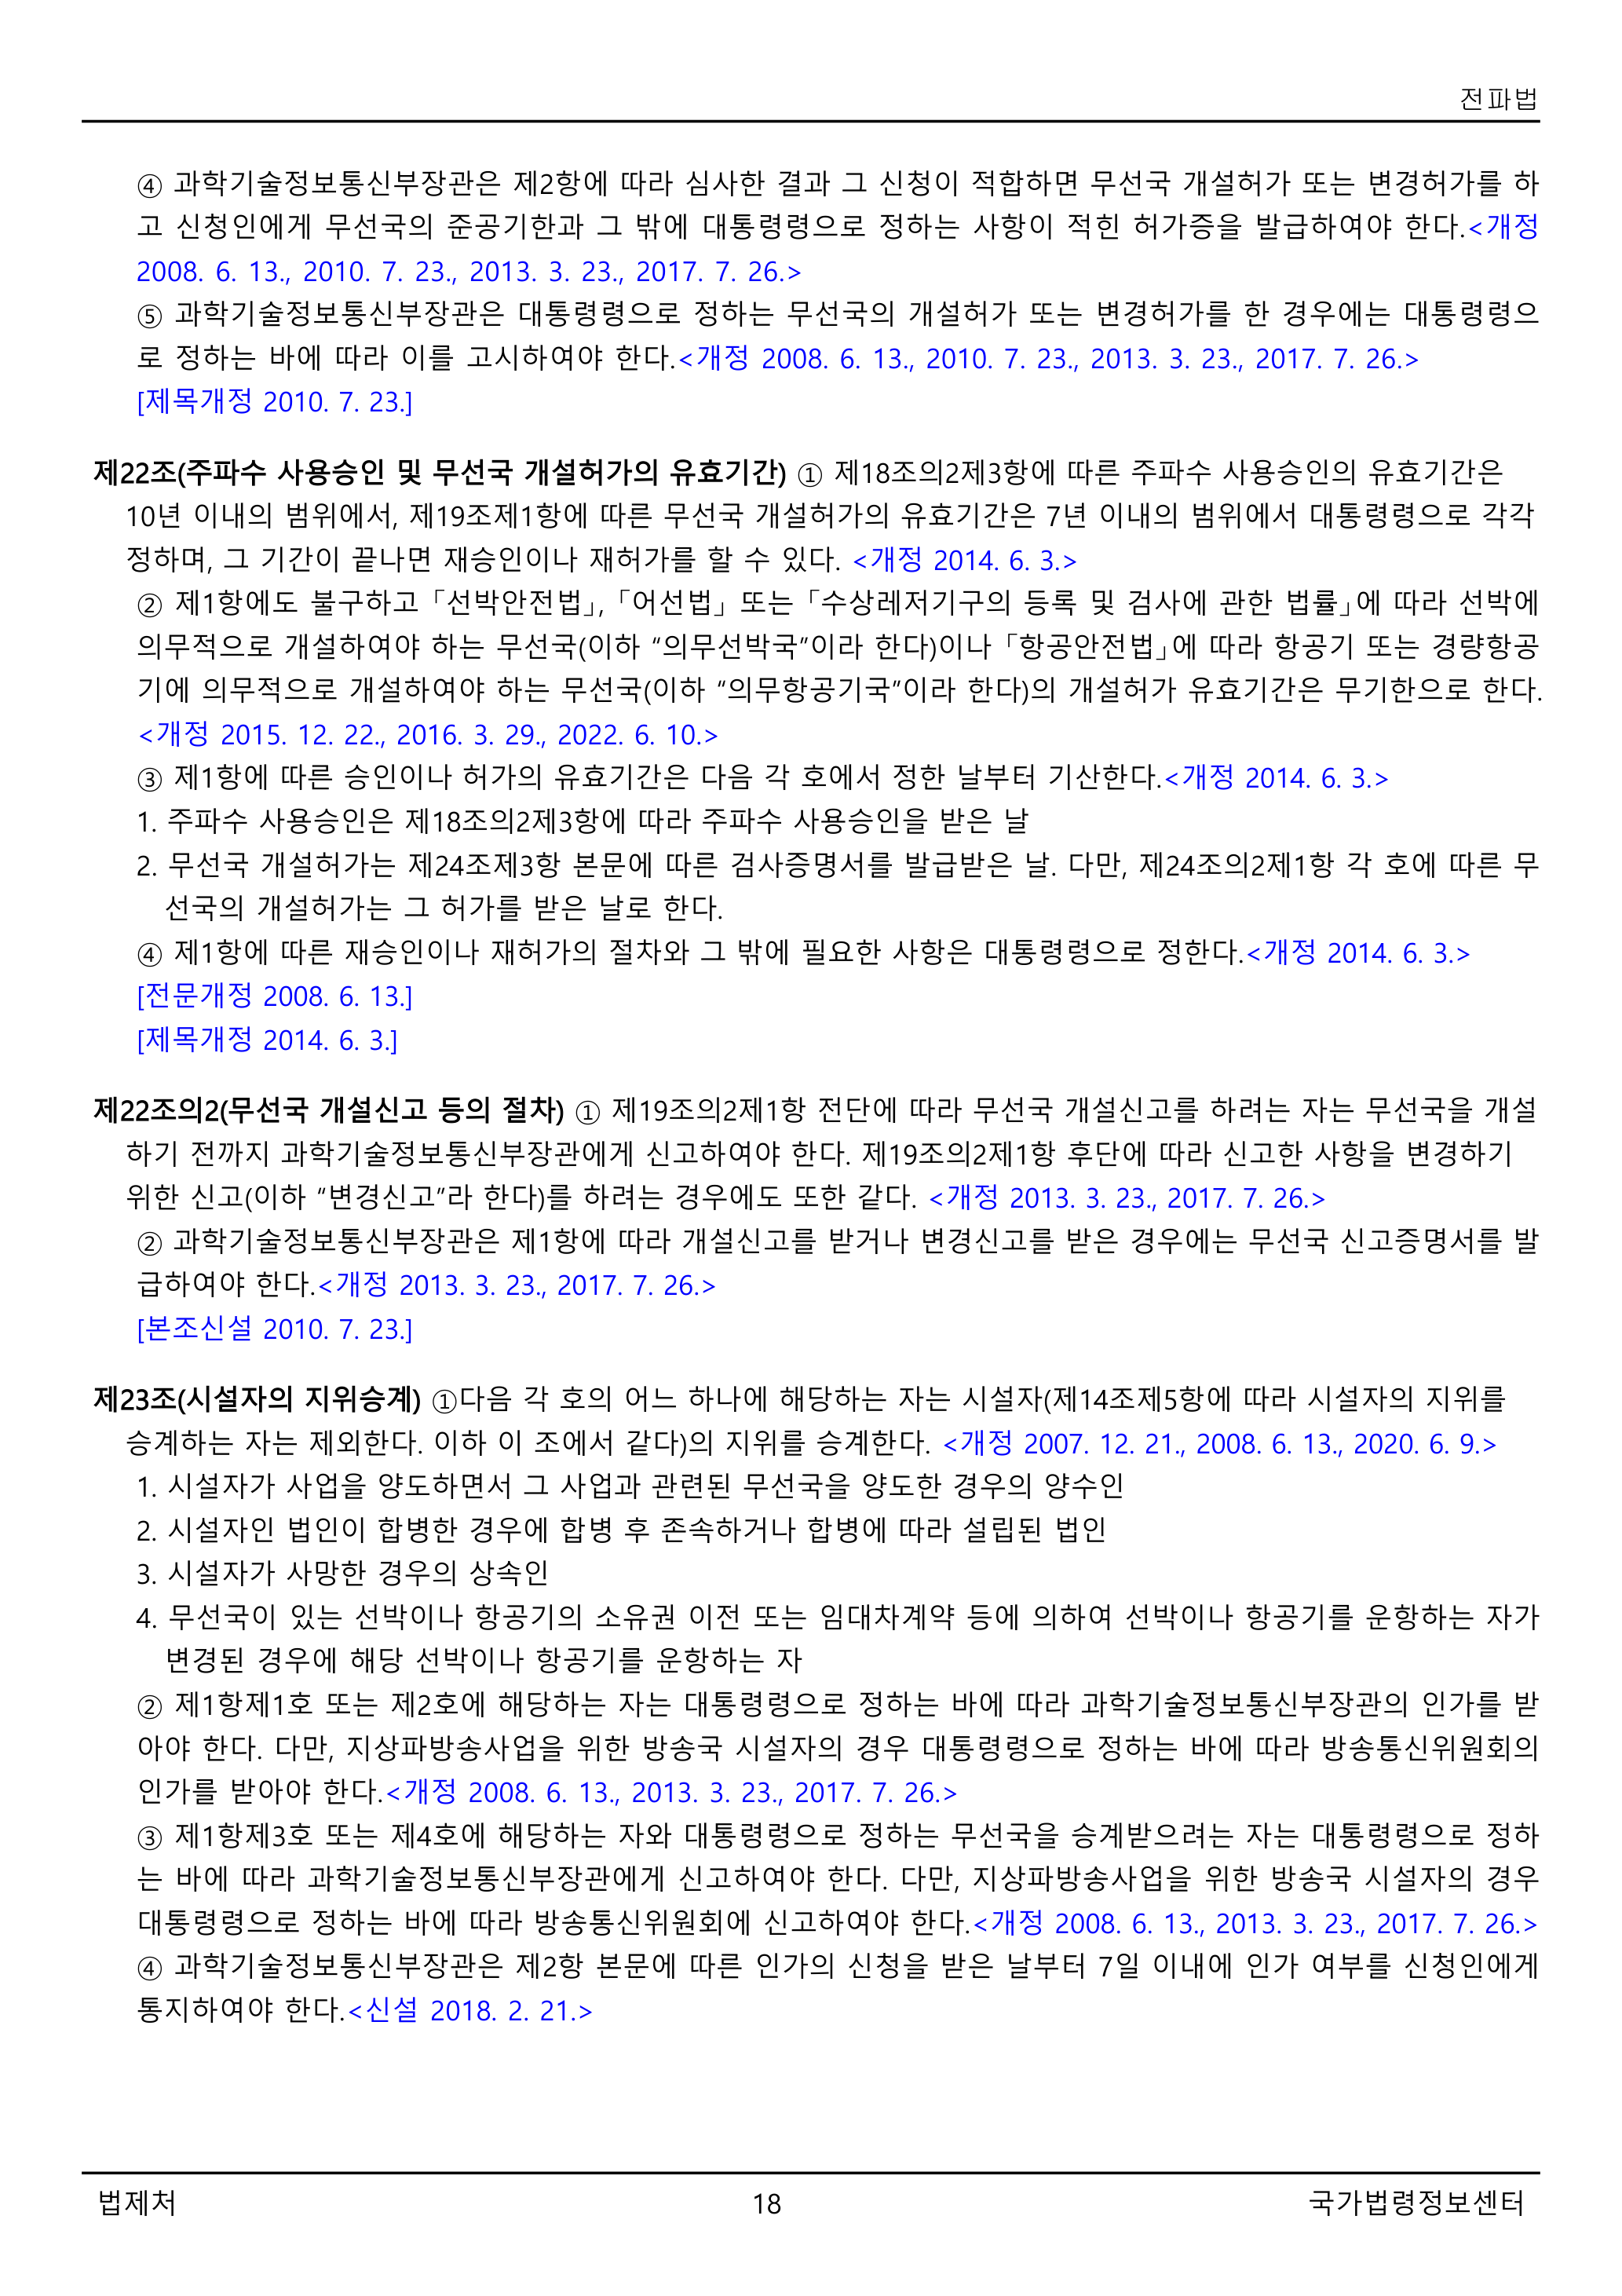 전파법
④ 과학기술정보통신부장관은 제2항에 따라 심사한 결과 그 신청이 적합하면 무선국 개설허가 또는 변경허가를 하
고 신청인에게 무선국의 준공기한과 그 밖에 대통령령으로 정하는 사항이 적힌 허가증을 발급하여야 한다.<개정
2008. 6. 13., 2010. 7. 23., 2013. 3. 23., 2017. 7. 26.>
⑤ 과학기술정보통신부장관은 대통령령으로 정하는 무선국의 개설허가 또는 변경허가를 한 경우에는 대통령령으
로 정하는 바에 따라 이를 고시하여야 한다.<개정 2008. 6. 13., 2010. 7. 23., 2013. 3. 23., 2017. 7. 26.>
[제목개정 2010. 7. 23.]
제22조(주파수 사용승인 및 무선국 개설허가의 유효기간) ① 제18조의2제3항에 따른 주파수 사용승인의 유효기간은
10년 이내의 범위에서, 제19조제1항에 따른 무선국 개설허가의 유효기간은 7년 이내의 범위에서 대통령령으로 각각
정하며, 그 기간이 끝나면 재승인이나 재허가를 할 수 있다. <개정 2014. 6. 3.>
② 제1항에도 불구하고 「선박안전법」, 「어선법」 또는 「수상레저기구의 등록 및 검사에 관한 법률」에 따라 선박에
의무적으로 개설하여야 하는 무선국(이하 “의무선박국”이라 한다)이나 「항공안전법」에 따라 항공기 또는 경량항공
기에 의무적으로 개설하여야 하는 무선국(이하 “의무항공기국”이라 한다)의 개설허가 유효기간은 무기한으로 한다.
<개정 2015. 12. 22., 2016. 3. 29., 2022. 6. 10.>
③ 제1항에 따른 승인이나 허가의 유효기간은 다음 각 호에서 정한 날부터 기산한다.<개정 2014. 6. 3.>
1. 주파수 사용승인은 제18조의2제3항에 따라 주파수 사용승인을 받은 날
2. 무선국 개설허가는 제24조제3항 본문에 따른 검사증명서를 발급받은 날. 다만, 제24조의2제1항 각 호에 따른 무
선국의 개설허가는 그 허가를 받은 날로 한다.
④ 제1항에 따른 재승인이나 재허가의 절차와 그 밖에 필요한 사항은 대통령령으로 정한다.<개정 2014. 6. 3.>
[전문개정 2008. 6. 13.]
[제목개정 2014. 6. 3.]
제22조의2(무선국 개설신고 등의 절차) ① 제19조의2제1항 전단에 따라 무선국 개설신고를 하려는 자는 무선국을 개설
하기 전까지 과학기술정보통신부장관에게 신고하여야 한다. 제19조의2제1항 후단에 따라 신고한 사항을 변경하기
위한 신고(이하 “변경신고”라 한다)를 하려는 경우에도 또한 같다. <개정 2013. 3. 23., 2017. 7. 26.>
② 과학기술정보통신부장관은 제1항에 따라 개설신고를 받거나 변경신고를 받은 경우에는 무선국 신고증명서를 발
급하여야 한다.<개정 2013. 3. 23., 2017. 7. 26.>
[본조신설 2010. 7. 23.]
제23조(시설자의 지위승계) ①다음 각 호의 어느 하나에 해당하는 자는 시설자(제14조제5항에 따라 시설자의 지위를
승계하는 자는 제외한다. 이하 이 조에서 같다)의 지위를 승계한다. <개정 2007. 12. 21., 2008. 6. 13., 2020. 6. 9.>
1. 시설자가 사업을 양도하면서 그 사업과 관련된 무선국을 양도한 경우의 양수인
2. 시설자인 법인이 합병한 경우에 합병 후 존속하거나 합병에 따라 설립된 법인
3. 시설자가 사망한 경우의 상속인
4. 무선국이 있는 선박이나 항공기의 소유권 이전 또는 임대차계약 등에 의하여 선박이나 항공기를 운항하는 자가
변경된 경우에 해당 선박이나 항공기를 운항하는 자
② 제1항제1호 또는 제2호에 해당하는 자는 대통령령으로 정하는 바에 따라 과학기술정보통신부장관의 인가를 받
아야 한다. 다만, 지상파방송사업을 위한 방송국 시설자의 경우 대통령령으로 정하는 바에 따라 방송통신위원회의
인가를 받아야 한다.<개정 2008. 6. 13., 2013. 3. 23., 2017. 7. 26.>
③ 제1항제3호 또는 제4호에 해당하는 자와 대통령령으로 정하는 무선국을 승계받으려는 자는 대통령령으로 정하
는 바에 따라 과학기술정보통신부장관에게 신고하여야 한다. 다만, 지상파방송사업을 위한 방송국 시설자의 경우
대통령령으로 정하는 바에 따라 방송통신위원회에 신고하여야 한다.<개정 2008. 6. 13., 2013. 3. 23., 2017. 7. 26.>
④ 과학기술정보통신부장관은 제2항 본문에 따른 인가의 신청을 받은 날부터 7일 이내에 인가 여부를 신청인에게
통지하여야 한다.<신설 2018. 2. 21.>
법제처 18 국가법령정보센터